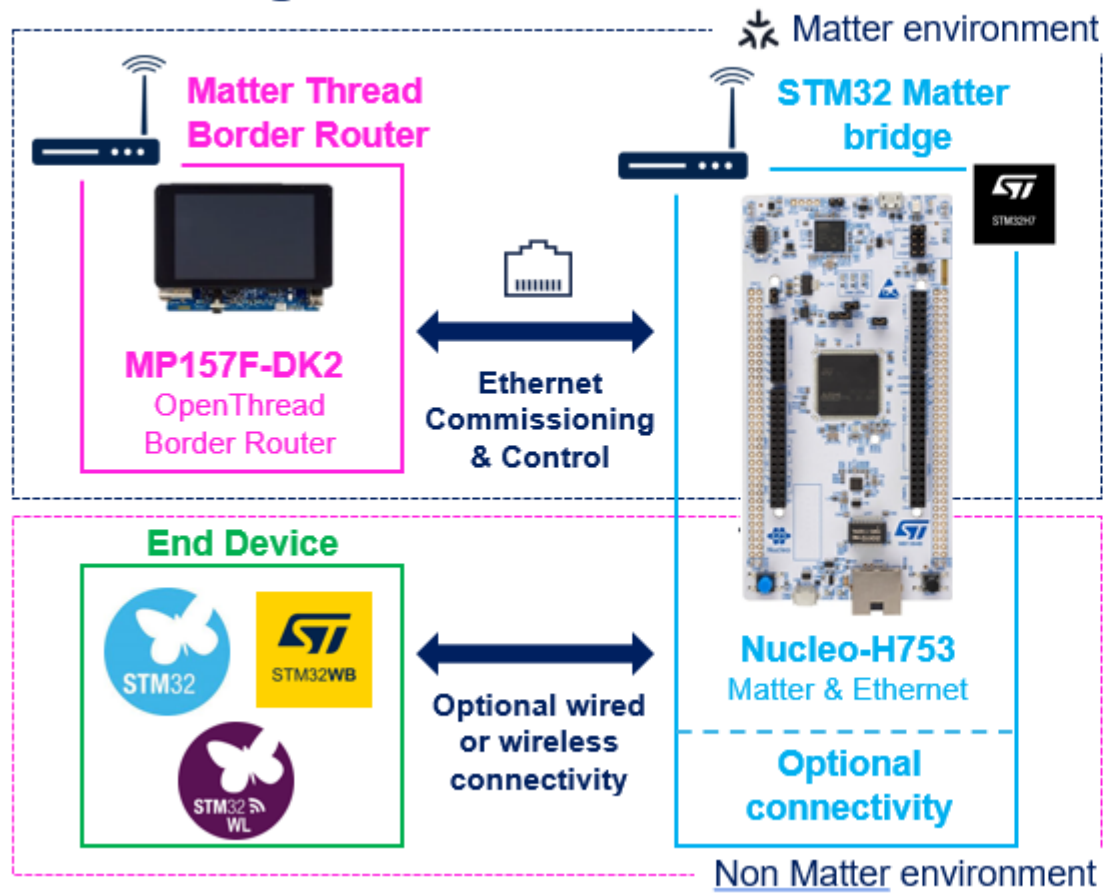 Matter environment
Matter Thread
Border Router
STM32 Matter
bridge
STM32H7
MP157F-DK2
OpenThread
Border Router
Ethernet
Commissioning
& Control
End Device
STM32
STM32WB
STM32
WL
Optional wired
or wireless
connectivity
Nucleo-H753
Matter & Ethernet
Optional
connectivity
Non Matter environment